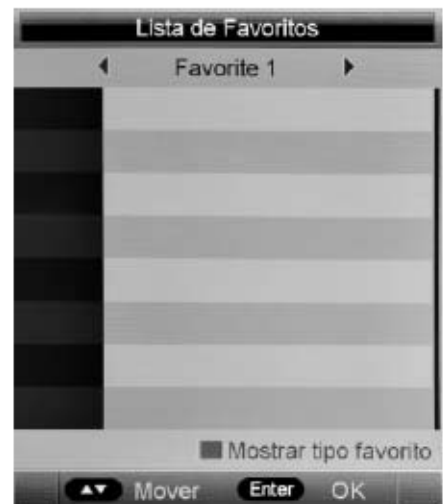 Lista de Favoritos
Favorite 1
Mostrar tipo favorito
Mover Enter OK